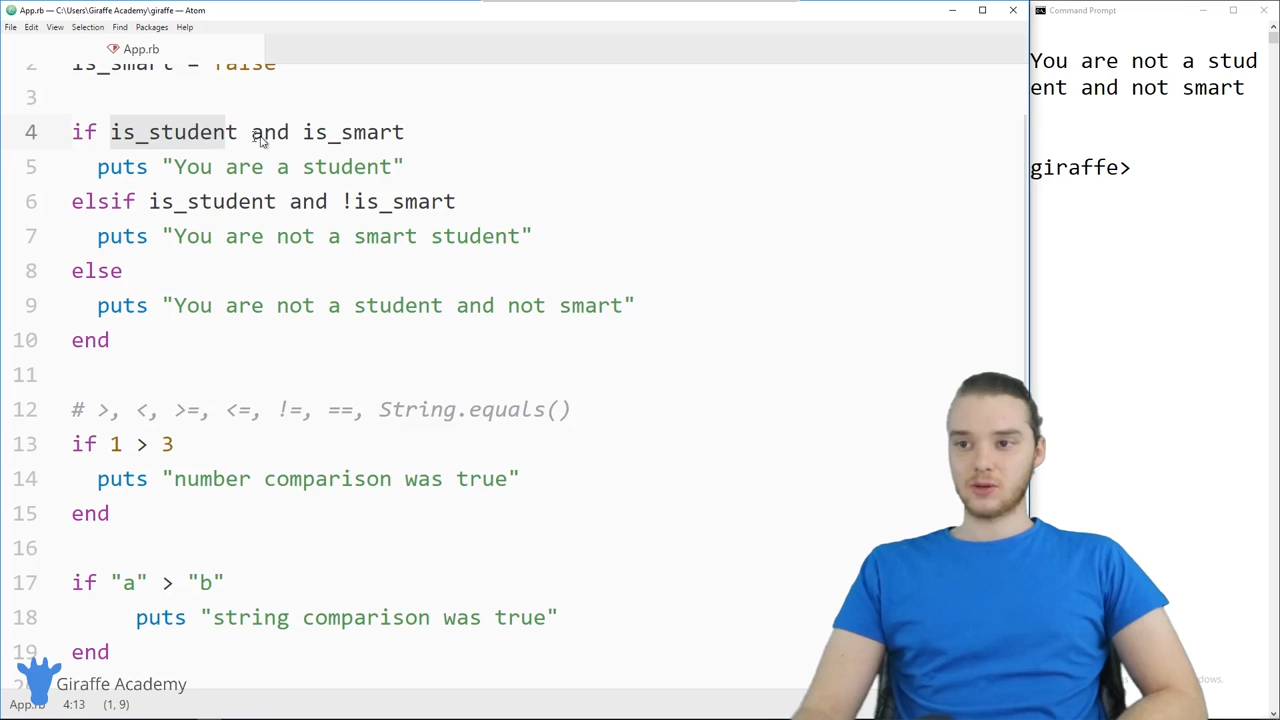 App.rb — C:\Users\Giraffe Academy\giraffe — Atom
File Edit View Selection Find Packages Help
App.rb
2 is_smart = false
3
4 if is_student and is_smart
5 puts "You are a student"
6 elsif is_student and !is_smart
7 puts "You are not a smart student"
8 else
9 puts "You are not a student and not smart"
10 end
11
12 # >, <, >=, <=, !=, ==, String.equals()
13 if 1 > 3
14 puts "number comparison was true"
15 end
16
17 if "a" > "b"
18 puts "string comparison was true"
19 end
Giraffe Academy
App.rb 4:13 (1, 9)
Command Prompt
You are not a stud
ent and not smart
giraffe>